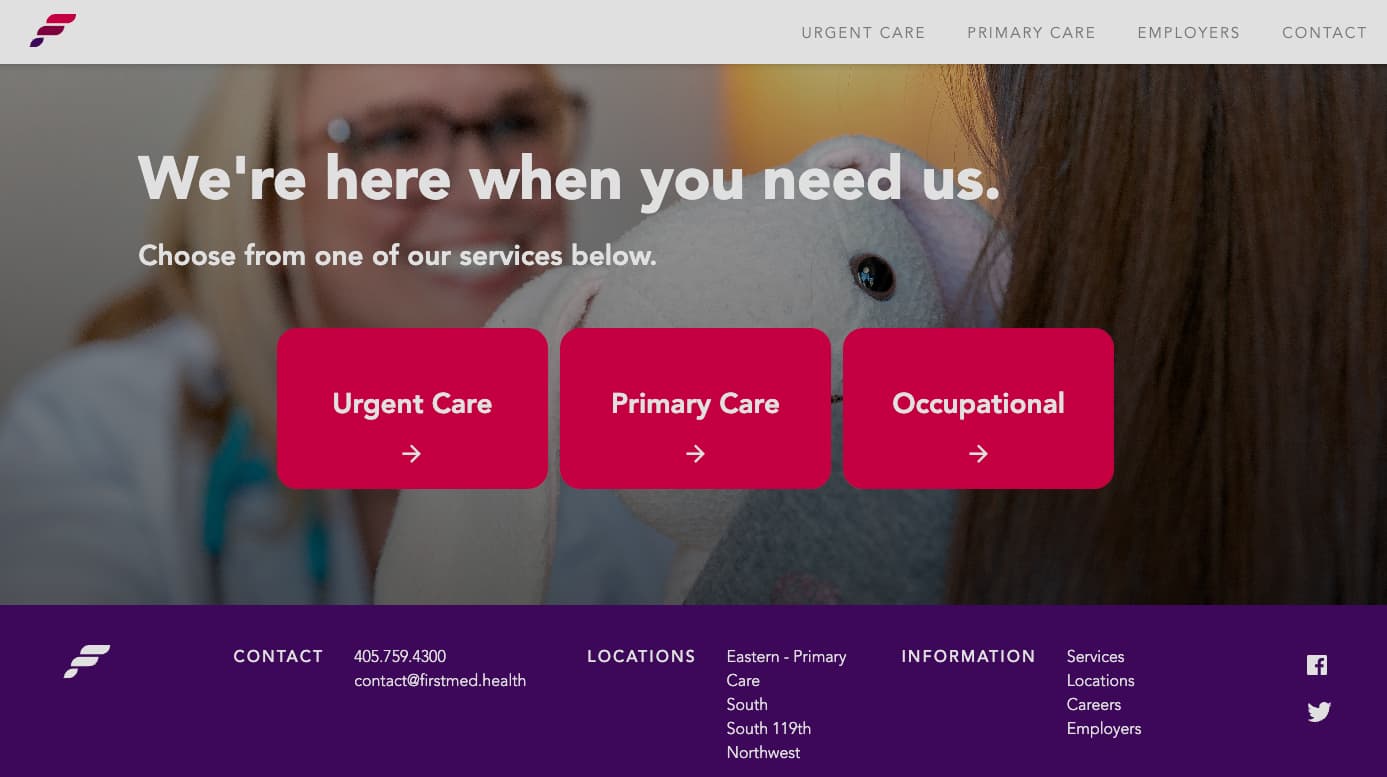 URGENT CARE PRIMARY CARE EMPLOYERS CONTACT
We're here when you need us.
Choose from one of our services below.
Urgent Care
Primary Care
Occupational
CONTACT
405.759.4300
contact@firstmed.health
LOCATIONS
Eastern - Primary
Care
South
South 119th
Northwest
INFORMATION
Services
Locations
Careers
Employers